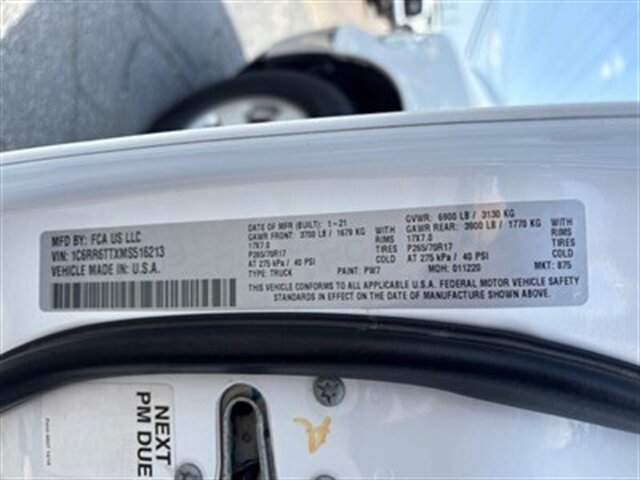 MFD BY: FCA US LLC
VIN: 1C6RR6TTXMS516213
VEHICLE MADE IN: U.S.A.
DATE OF MFR (BUILT): 1-21
GAWR FRONT: 3700 LB / 1679 KG WITH
17X7.0 RIMS
P265/70R17 TIRES
AT 275 kPa / 40 PSI COLD
TYPE: TRUCK PAINT: PW7
GVWR: 6900 LB / 3130 KG
GAWR REAR: 3900 LB / 1770 KG WITH
17X7.0 RIMS
P265/70R17 TIRES
AT 275 kPa / 40 PSI COLD
MDH: 011220 MKT: B75
THIS VEHICLE CONFORMS TO ALL APPLICABLE U.S.A. FEDERAL MOTOR VEHICLE SAFETY
STANDARDS IN EFFECT ON THE DATE OF MANUFACTURE SHOWN ABOVE.
NEXT
PM DUE